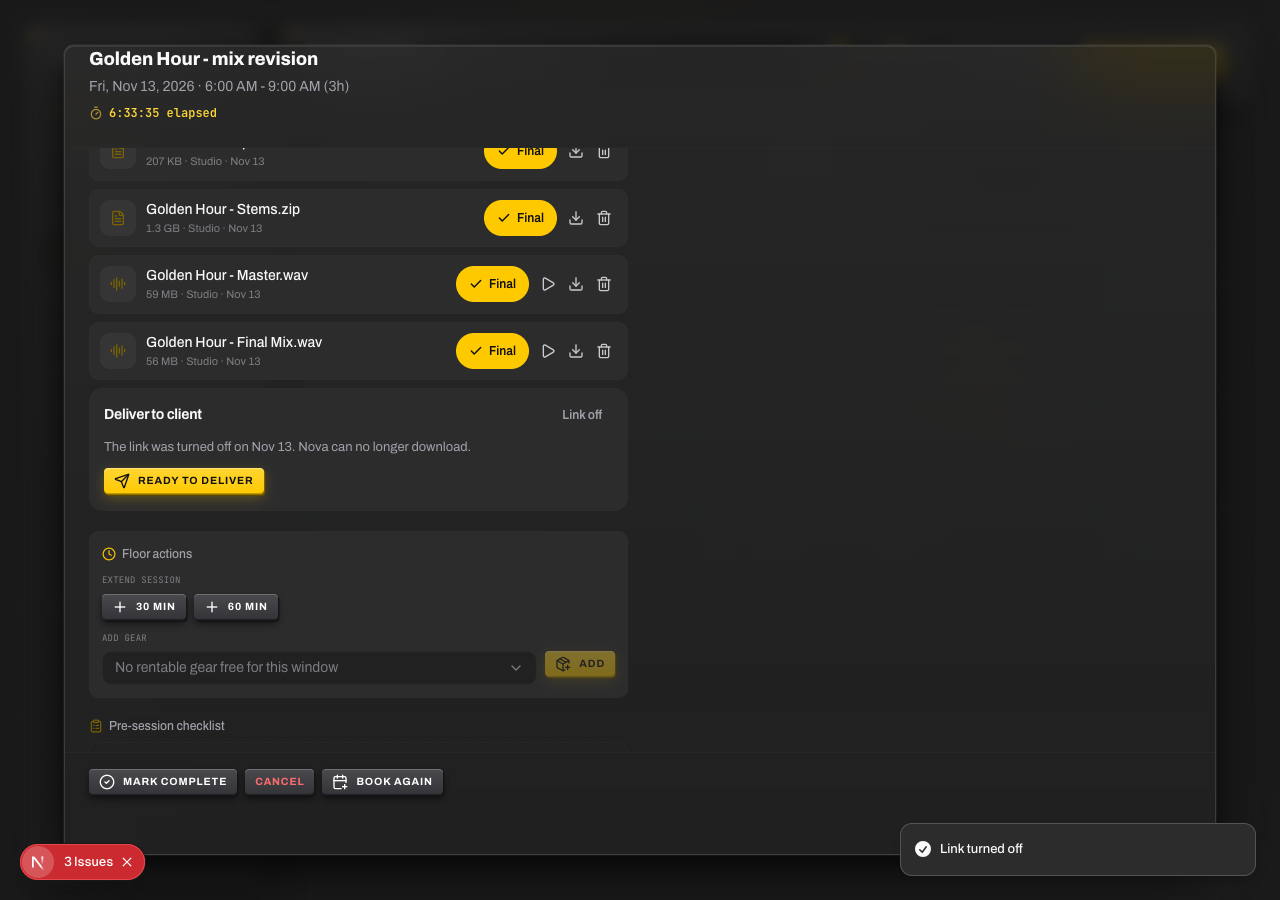 Golden Hour - mix revision
Fri, Nov 13, 2026 · 6:00 AM - 9:00 AM (3h)
6:33:35 elapsed
Final
207 KB · Studio · Nov 13
Golden Hour - Stems.zip
Final
1.3 GB · Studio · Nov 13
Golden Hour - Master.wav
Final
59 MB · Studio · Nov 13
Golden Hour - Final Mix.wav
Final
56 MB · Studio · Nov 13
Deliver to client
Link off
The link was turned off on Nov 13. Nova can no longer download.
READY TO DELIVER
Floor actions
EXTEND SESSION
30 MIN
60 MIN
ADD GEAR
No rentable gear free for this window
ADD
Pre-session checklist
MARK COMPLETE
CANCEL
BOOK AGAIN
Link turned off
N
3 Issues